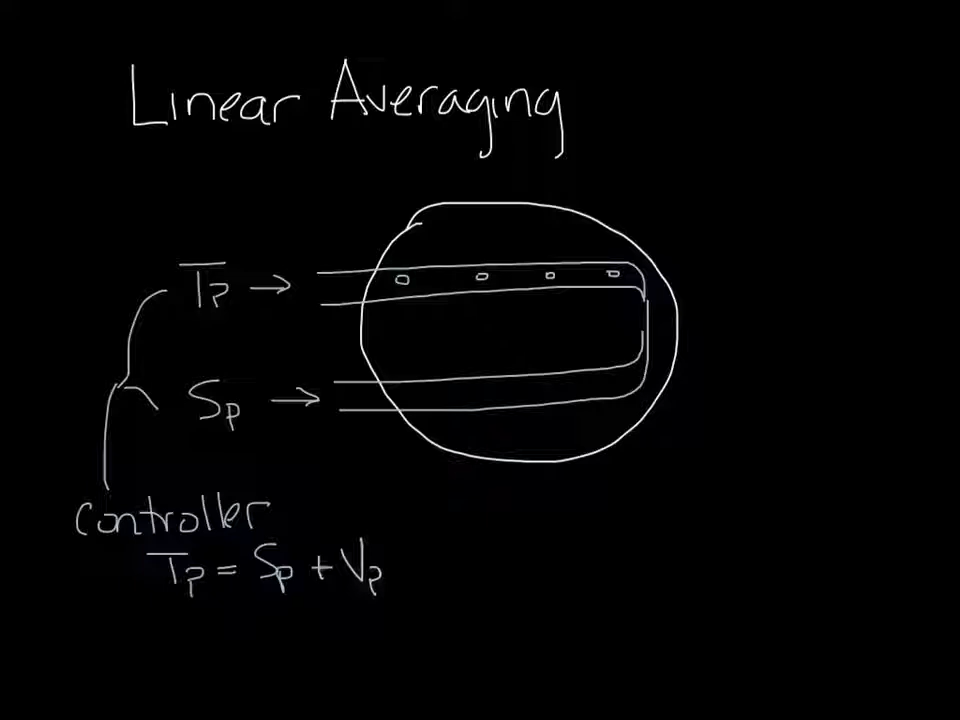 Linear Averaging
Tp →
Sp →
Controller
Tp = Sp + Vp